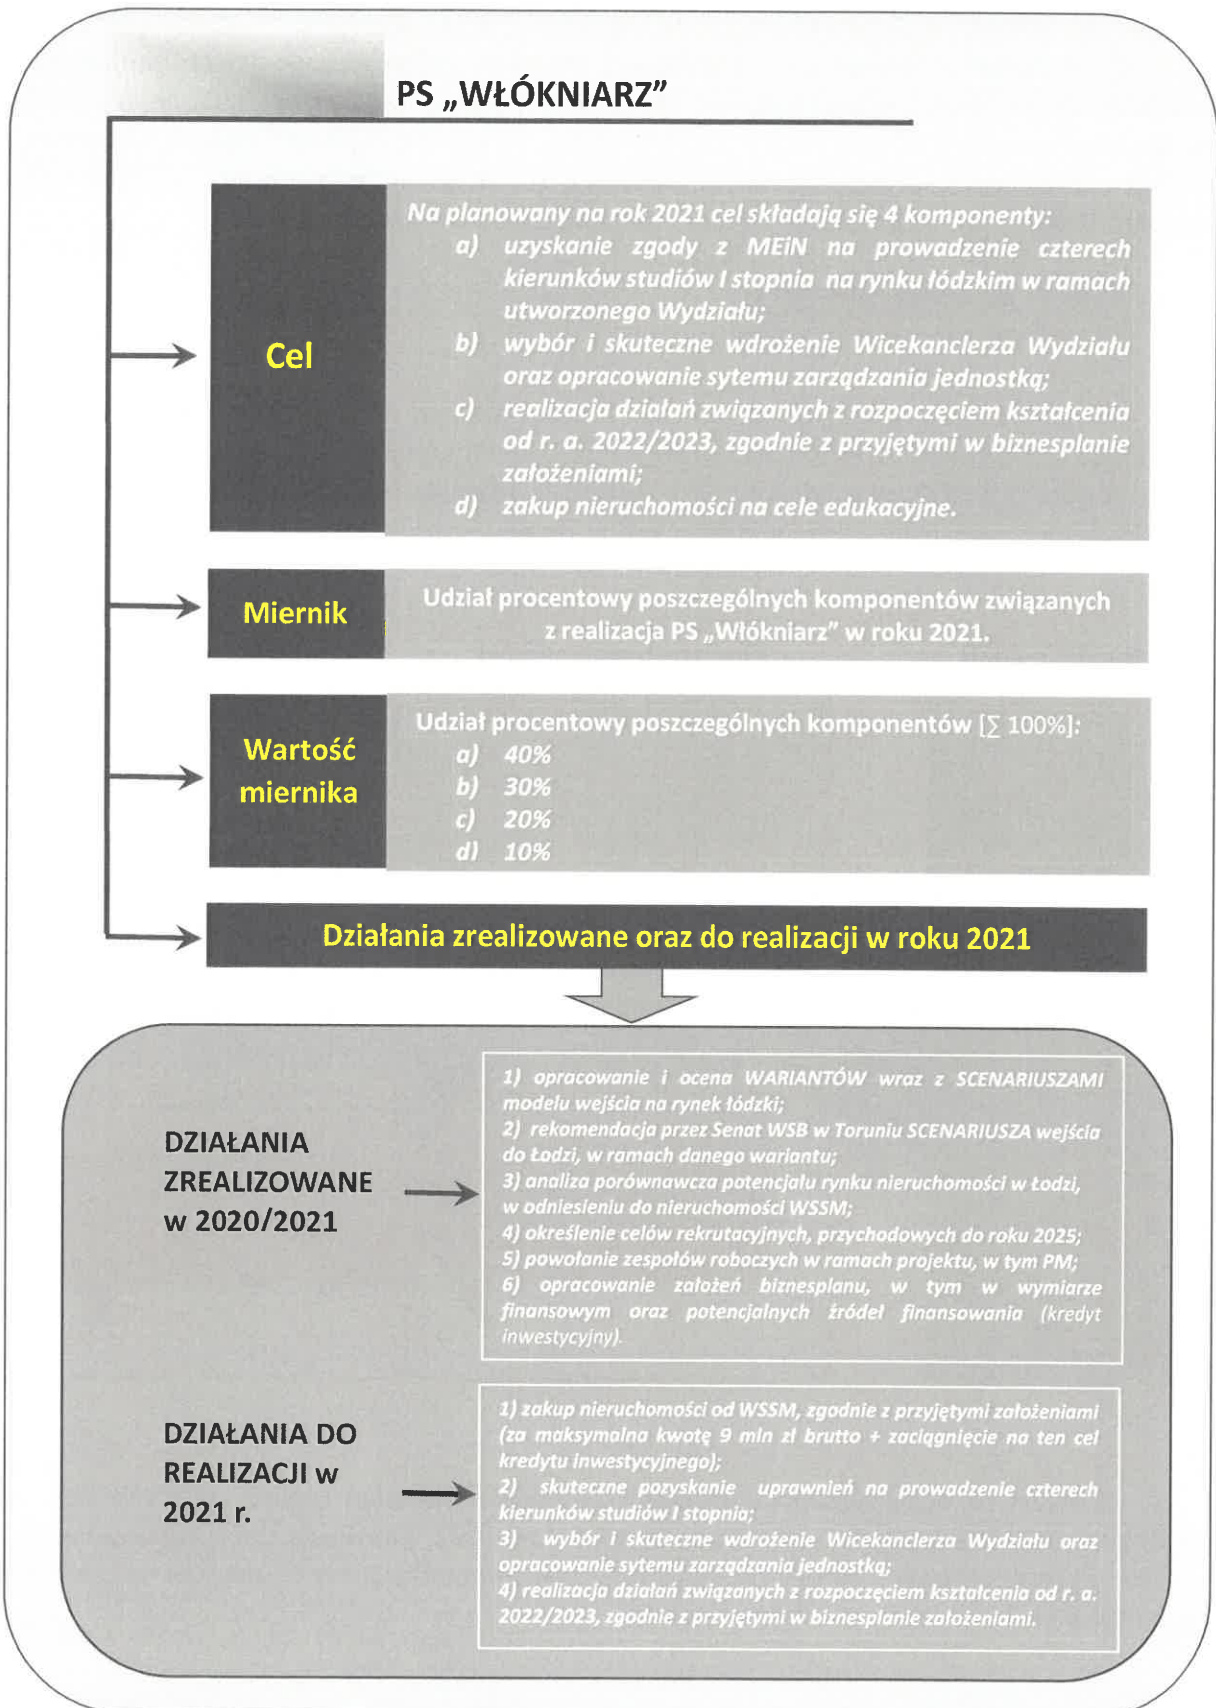 PS „WŁÓKNIARZ”
Cel
Na planowany na rok 2021 cel składają się 4 komponenty:
a) uzyskanie zgody z MEiN na prowadzenie czterech
kierunków studiów I stopnia na rynku łódzkim w ramach
utworzonego Wydziału;
b) wybór i skuteczne wdrożenie Wicekanclerza Wydziału
oraz opracowanie sytemu zarządzania jednostką;
c) realizacja działań związanych z rozpoczęciem kształcenia
od r. a. 2022/2023, zgodnie z przyjętymi w biznesplanie
założeniami;
d) zakup nieruchomości na cele edukacyjne.
Miernik
Udział procentowy poszczególnych komponentów związanych
z realizacja PS „Włókniarz” w roku 2021.
Wartość
miernika
Udział procentowy poszczególnych komponentów [∑ 100%]:
a) 40%
b) 30%
c) 20%
d) 10%
Działania zrealizowane oraz do realizacji w roku 2021
DZIAŁANIA
ZREALIZOWANE
w 2020/2021
1) opracowanie i ocena WARIANTÓW wraz z SCENARIUSZAMI
modelu wejścia na rynek łódzki;
2) rekomendacja przez Senat WSB w Toruniu SCENARIUSZA wejścia
do Łodzi, w ramach danego wariantu;
3) analiza porównawcza potencjału rynku nieruchomości w Łodzi,
w odniesieniu do nieruchomości WSSM;
4) określenie celów rekrutacyjnych, przychodowych do roku 2025;
5) powołanie zespołów roboczych w ramach projektu, w tym PM;
6) opracowanie założeń biznesplanu, w tym w wymiarze
finansowym oraz potencjalnych źródeł finansowania (kredyt
inwestycyjny).
DZIAŁANIA DO
REALIZACJI w
2021 r.
1) zakup nieruchomości od WSSM, zgodnie z przyjętymi założeniami
(za maksymalna kwotę 9 mln zł brutto + zaciągnięcie na ten cel
kredytu inwestycyjnego);
2) skuteczne pozyskanie uprawnień na prowadzenie czterech
kierunków studiów I stopnia;
3) wybór i skuteczne wdrożenie Wicekanclerza Wydziału oraz
opracowanie sytemu zarządzania jednostką;
4) realizacja działań związanych z rozpoczęciem kształcenia od r. a.
2022/2023, zgodnie z przyjętymi w biznesplanie założeniami.